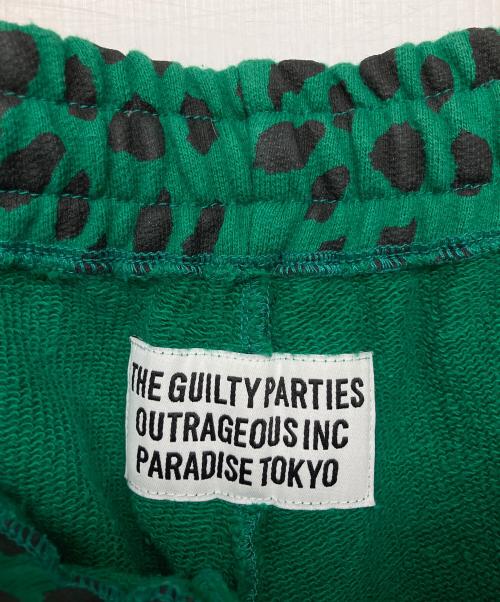 THE GUILTY PARTIES
OUTRAGEOUS INC
PARADISE TOKYO